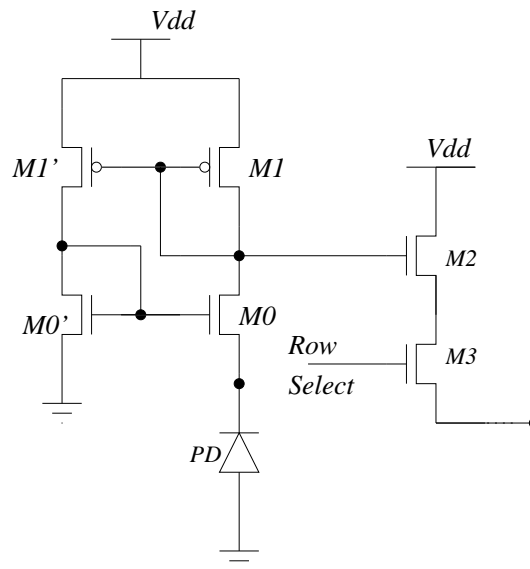 Vdd
M1'
M1
Vdd
M2
M0'
M0
Row
Select
M3
PD